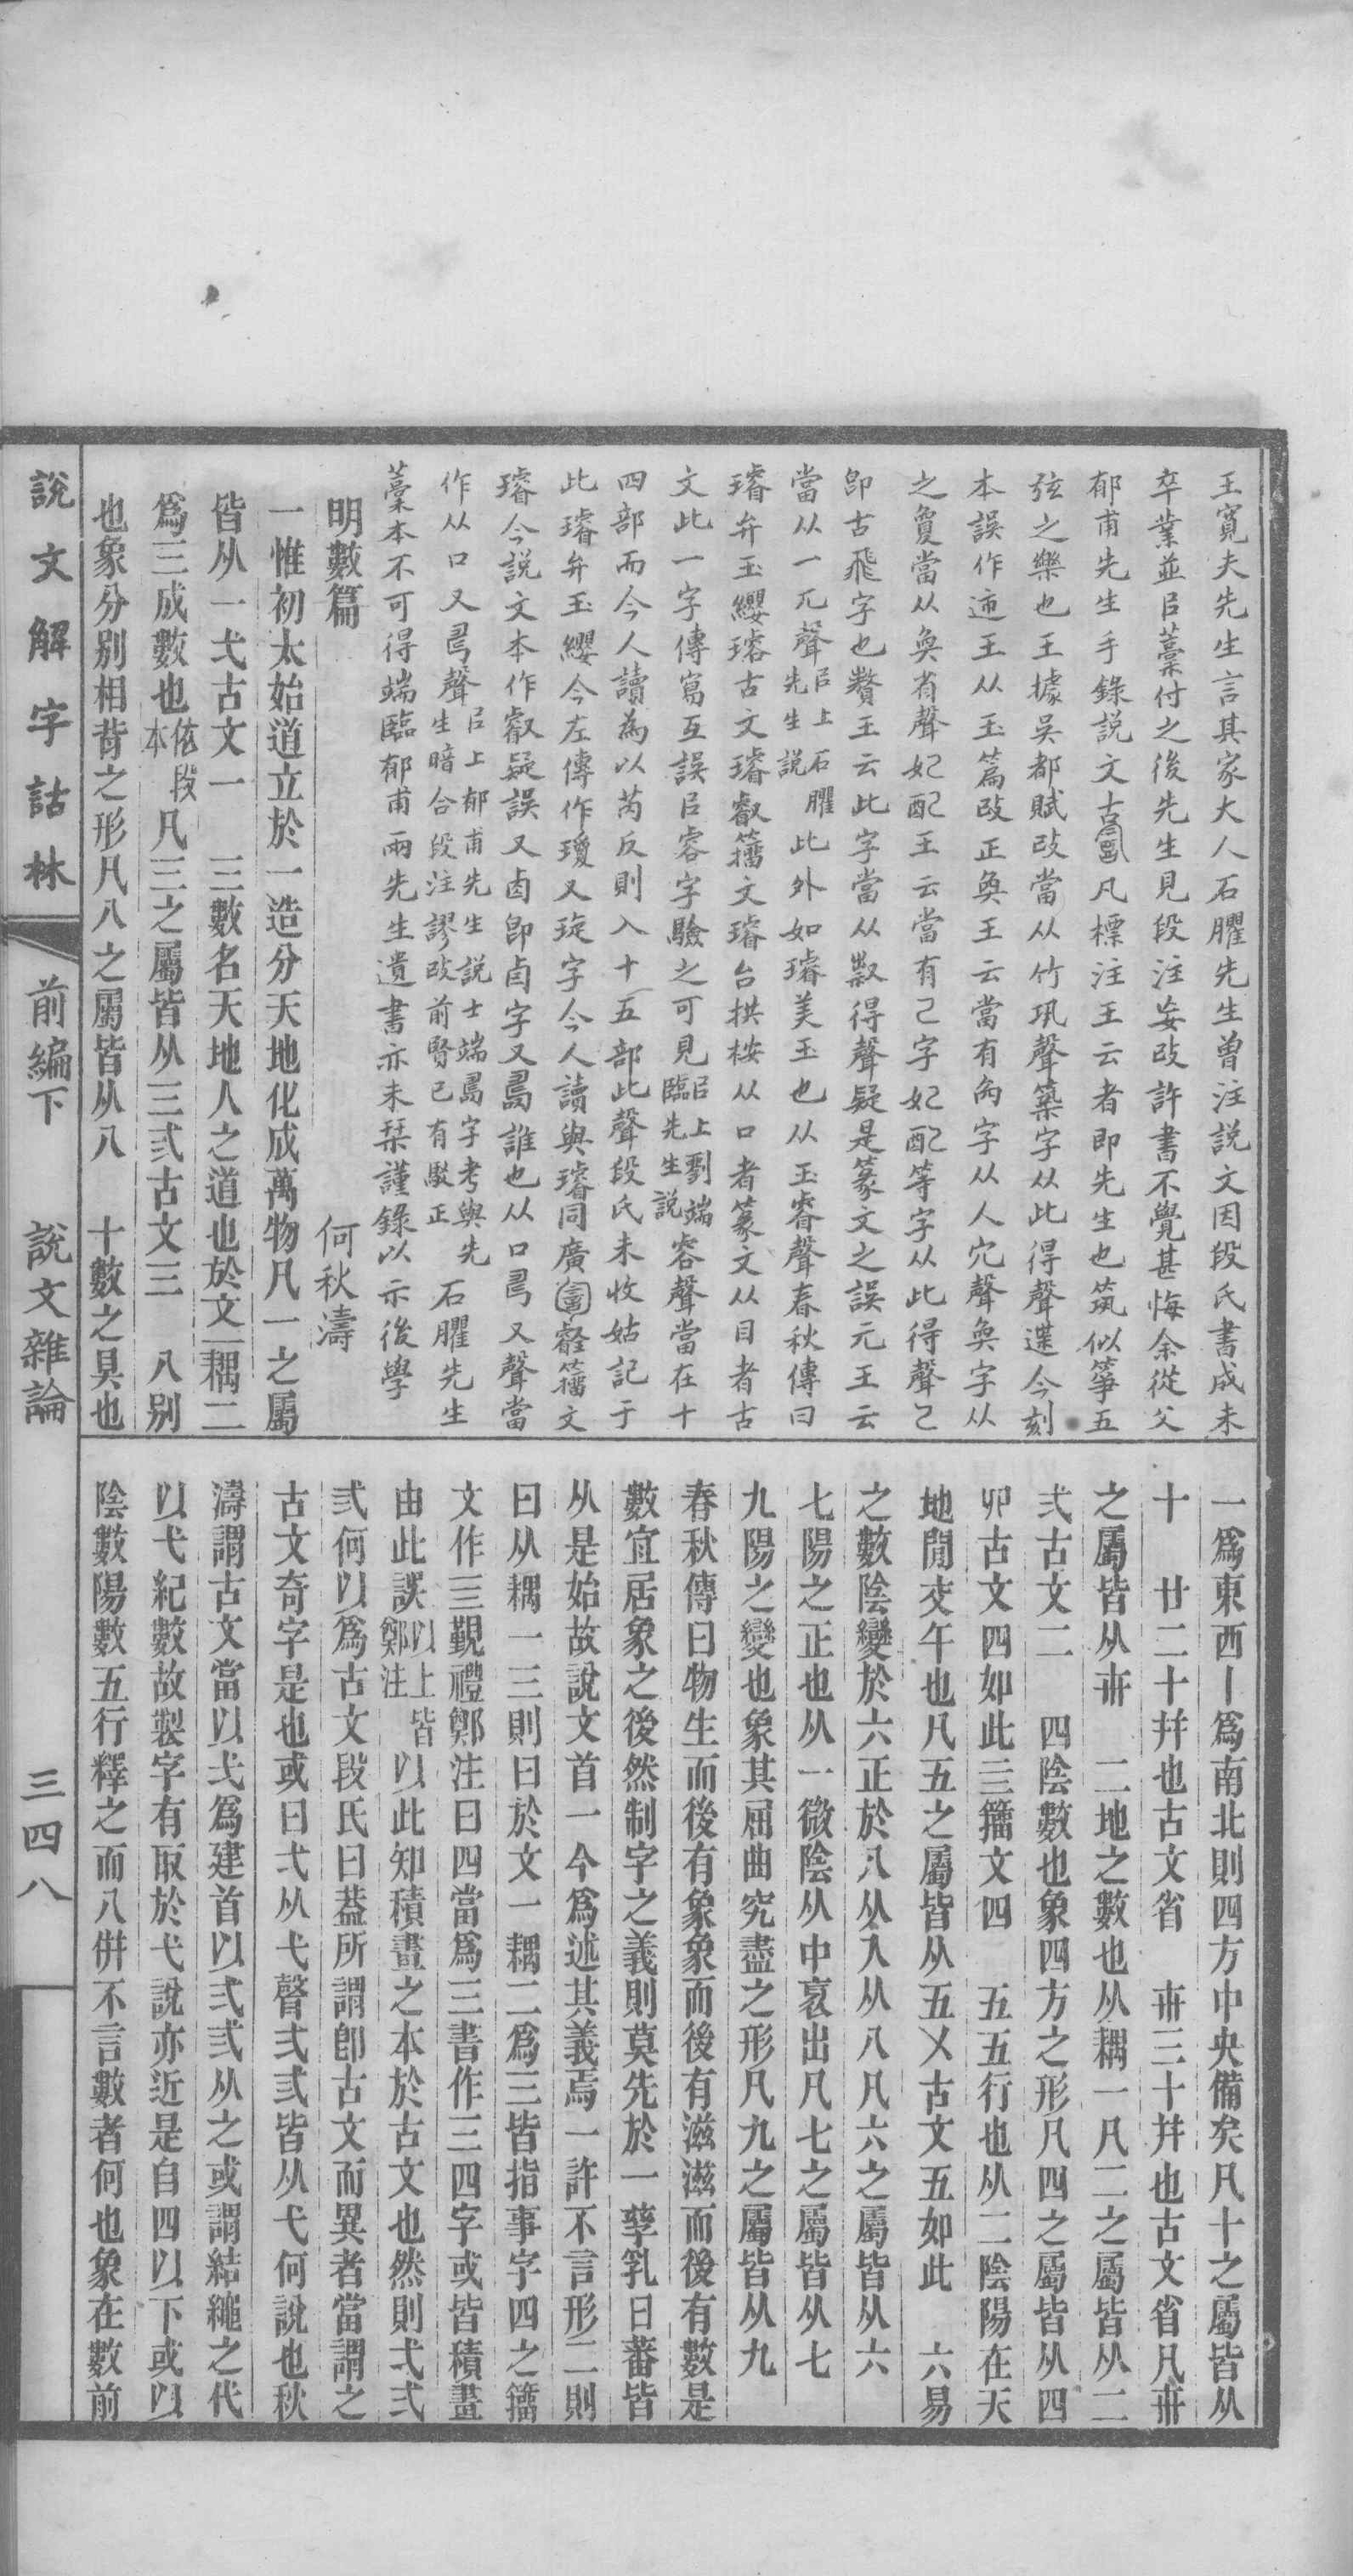 王寬夫先生言其家大人石臞先生曾注說文因段氏書成未
卒業並㠯藁付之後先生見段注妄改許書不覺甚悔余從父
郁甫先生手錄說文古圖凡標注王云者即先生也筑似箏五
弦之樂也王據吳都賦改當从竹巩聲築字从此得聲䢡今刻
本誤作迊王从玉篇改正奐王云當有㕯字从人穴聲奐字从
之敻當从奐省聲妃配王云當有己字妃配等字从此得聲己
卽古飛字也贅王云此字當从敖得聲疑是篆文之誤元王云
當从一兀聲㠯上石臞先生說此外如璿美玉也从玉睿聲春秋傳曰
璿弁玉纓璿古文璿叡籒文璿台拱桉从口者篆文从目者古
文此一字傳寫互誤㠯容字驗之可見㠯上劉端臨先生說容聲當在十
四部而今人讀為以芮反則入十五部此聲段氏未收姑記于
此璿弁玉纓今左傳作瓊又琁字今人讀與璿同廣圖叡籒文
璿今說文本作叡疑誤又卤卽卣字又𠷎誰也从口𠃬又聲當
作从口又𠃬聲㠯上郁甫先生說士端𠷎字考與先生暗合段注謬改前賢已有駁正石臞先生
藁本不可得端臨郁甫兩先生遺書亦未栞謹錄以示後學
明數篇　何秋濤
一惟初太始道立於一造分天地化成萬物凡一之屬
皆从一弌古文一　三數名天地人之道也於文一耦二
爲三成數也依段本凡三之屬皆从三弎古文三　八別
也象分別相背之形凡八之屬皆从八　十數之具也
一爲東西丨爲南北則四方中央備矣凡十之屬皆从
十　廿二十幷也古文省　卅三十幷也古文省凡卅
之屬皆从卅　二地之數也从耦一凡二之屬皆从二
弍古文二　四陰數也象四方之形凡四之屬皆从四
𦉭古文四如此亖籒文四　五五行也从二陰陽在天
地閒交午也凡五之屬皆从五㐅古文五如此　六易
之數陰變於六正於八从入从八凡六之屬皆从六
七陽之正也从一微陰从中衺出凡七之屬皆从七
九陽之變也象其屈曲究盡之形凡九之屬皆从九
春秋傳曰物生而後有象象而後有滋滋而後有數是
數宜居象之後然制字之義則莫先於一孳乳日蕃皆
从是始故說文首一今爲述其義焉一許不言形二則
曰从耦一三則曰於文一耦二爲三皆指事字四之籒
文作亖覲禮鄭注曰四當爲三書作三四字或皆積畫
由此誤以上皆鄭注以此知積畫之本於古文也然則弌弍
弎何以爲古文段氏曰蓋所謂卽古文而異者當謂之
古文奇字是也或曰弌从弋聲弍弎皆从弋何說也秋
濤謂古文當以弌爲建首以弍弎从之或謂結繩之代
以弋紀數故製字有取於弋說亦近是自四以下或以
陰數陽數五行釋之而八倂不言數者何也象在數前
說文解字詁林　前編下　說文雜論　三四八